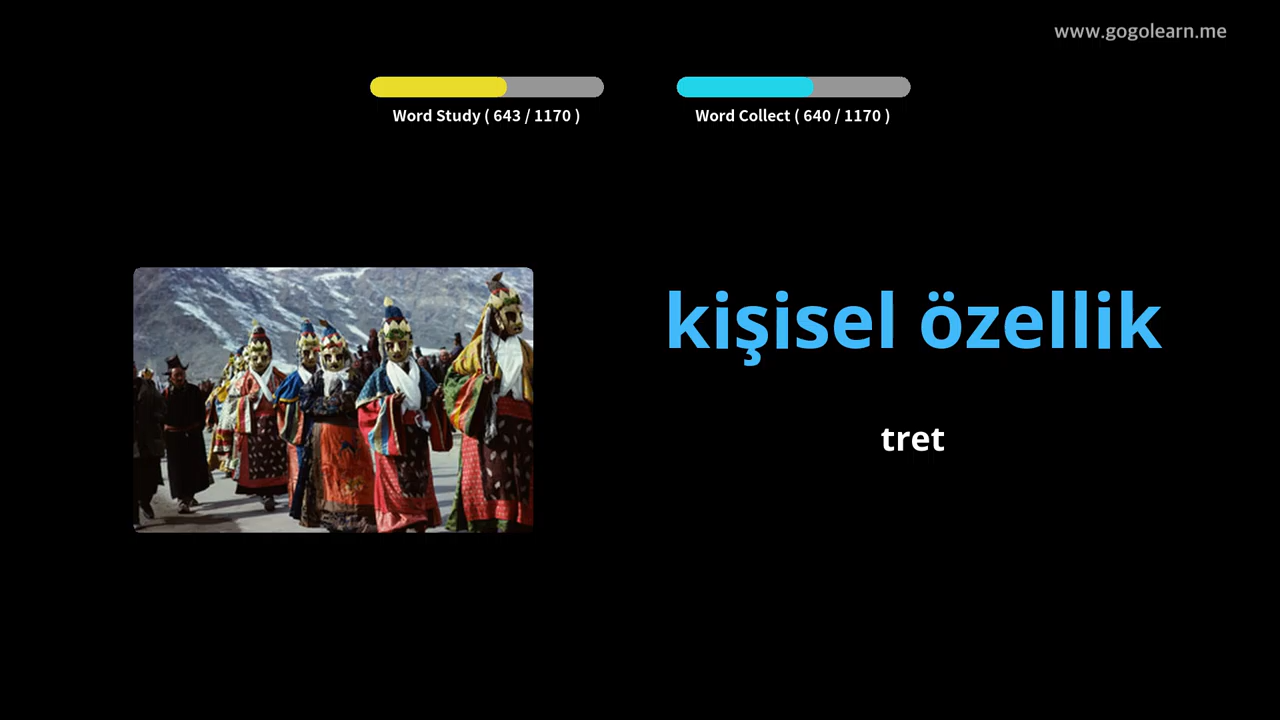 www.gogolearn.me
Word Study ( 643 / 1170 )
Word Collect ( 640 / 1170 )
kişisel özellik
tret